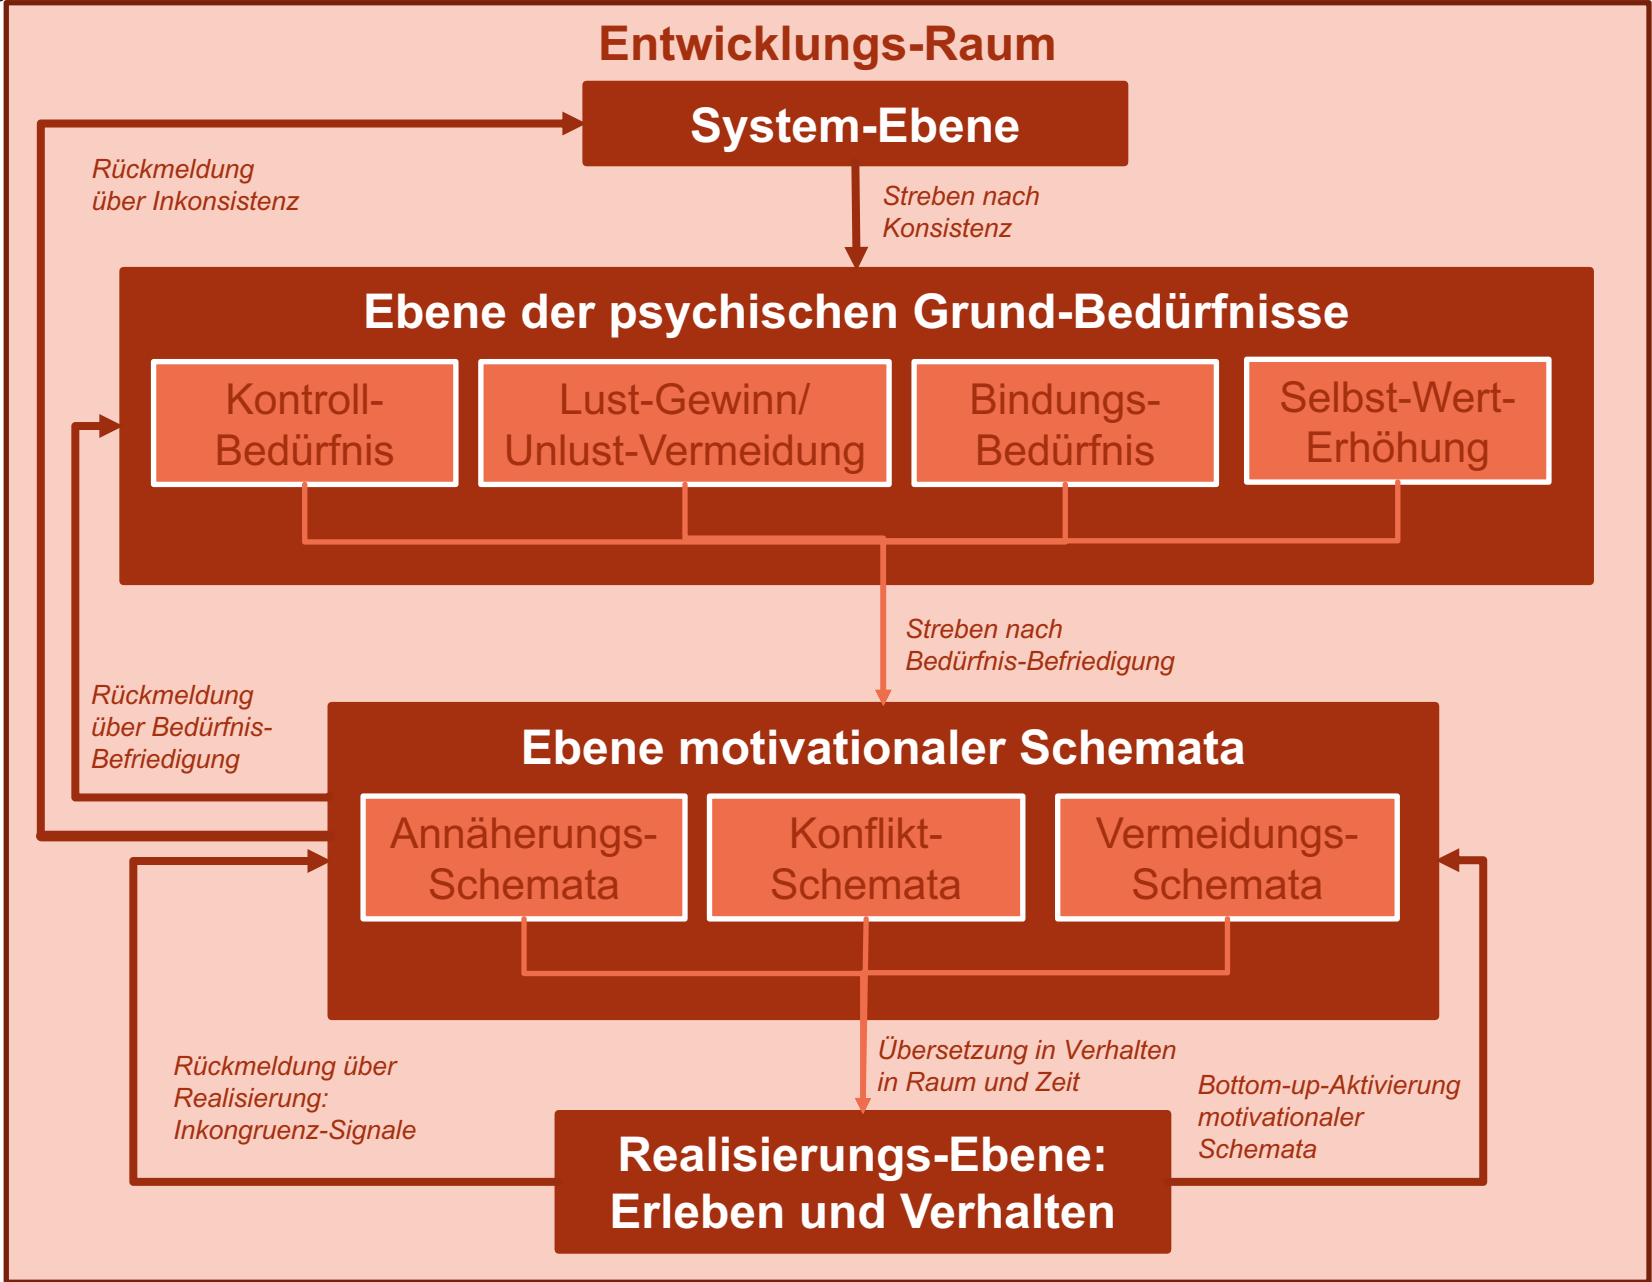 Entwicklungs-Raum
System-Ebene
Rückmeldung
über Inkonsistenz
Streben nach
Konsistenz
Ebene der psychischen Grund-Bedürfnisse
Kontroll-
Bedürfnis
Lust-Gewinn/
Unlust-Vermeidung
Bindungs-
Bedürfnis
Selbst-Wert-
Erhöhung
Streben nach
Bedürfnis-Befriedigung
Rückmeldung
über Bedürfnis-
Befriedigung
Ebene motivationaler Schemata
Annäherungs-
Schemata
Konflikt-
Schemata
Vermeidungs-
Schemata
Rückmeldung über
Realisierung:
Inkongruenz-Signale
Übersetzung in Verhalten
in Raum und Zeit
Bottom-up-Aktivierung
motivationaler
Schemata
Realisierungs-Ebene:
Erleben und Verhalten